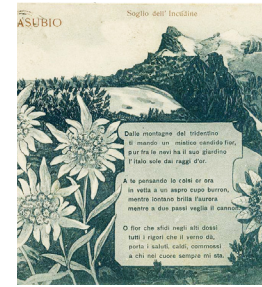 ASUBIO
Soglio dell' Incudine
Dalle montagne del tridentino
ti mando un mistico candido fior,
pur fra le nevi ha il suo giardino
l'italo sole dai raggi d'or.
A te pensando lo colsi or ora
in vetta a un aspro cupo burron,
mentre lontano brilla l'aurora
mentre a due passi veglia il cannon
O fior che sfidi negli alti dossi
tutti i rigori che il verno dà,
porta i saluti, caldi, commossi
a chi nel cuore sempre mi sta.